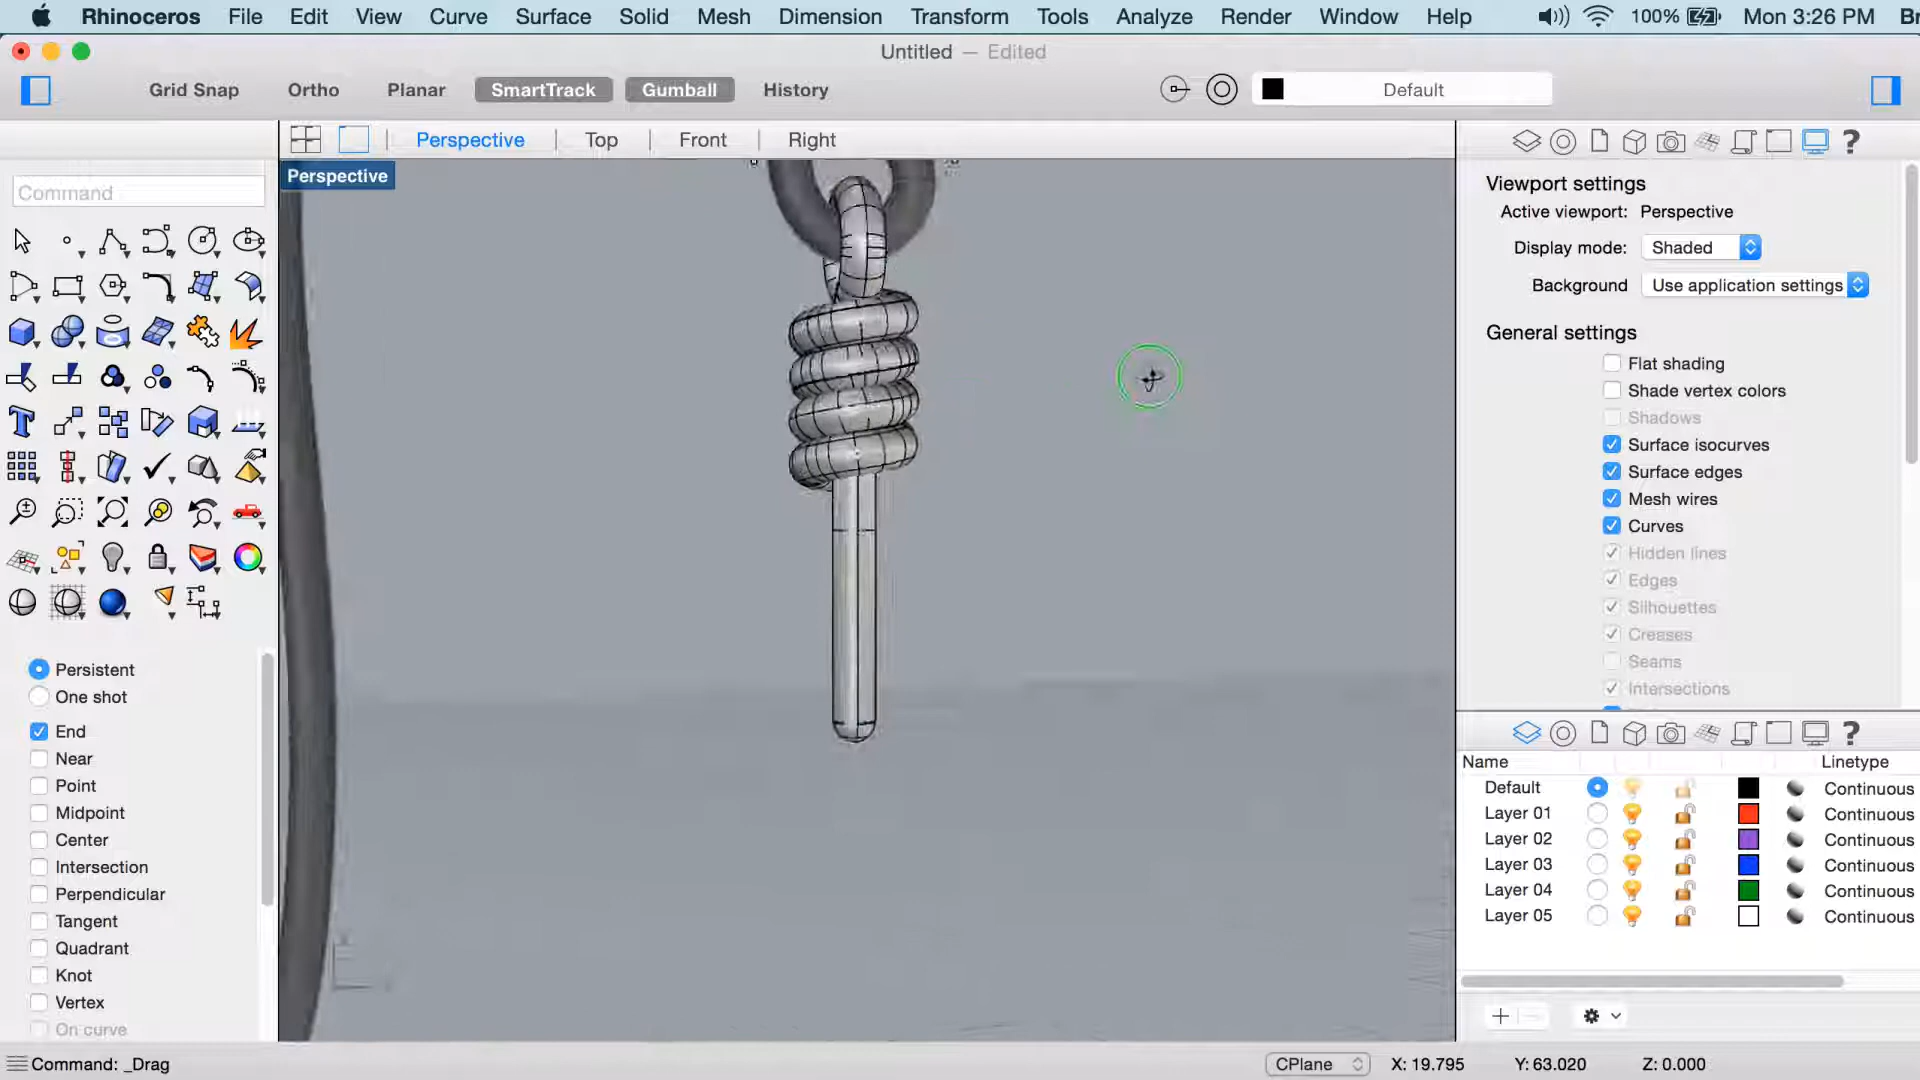 Rhinoceros File Edit View Curve Surface Solid Mesh Dimension Transform Tools Analyze Render Window Help 100% Mon 3:26 PM
Untitled — Edited
Grid Snap Ortho Planar SmartTrack Gumball History Default
Perspective Top Front Right
Perspective
Command
Persistent
One shot
End
Near
Point
Midpoint
Center
Intersection
Perpendicular
Tangent
Quadrant
Knot
Vertex
On curve
Viewport settings
Active viewport: Perspective
Display mode: Shaded
Background Use application settings
General settings
Flat shading
Shade vertex colors
Shadows
Surface isocurves
Surface edges
Mesh wires
Curves
Hidden lines
Edges
Silhouettes
Creases
Seams
Intersections
Name Linetype
Default Continuous
Layer 01 Continuous
Layer 02 Continuous
Layer 03 Continuous
Layer 04 Continuous
Layer 05 Continuous
Command: _Drag
CPlane X: 19.795 Y: 63.020 Z: 0.000